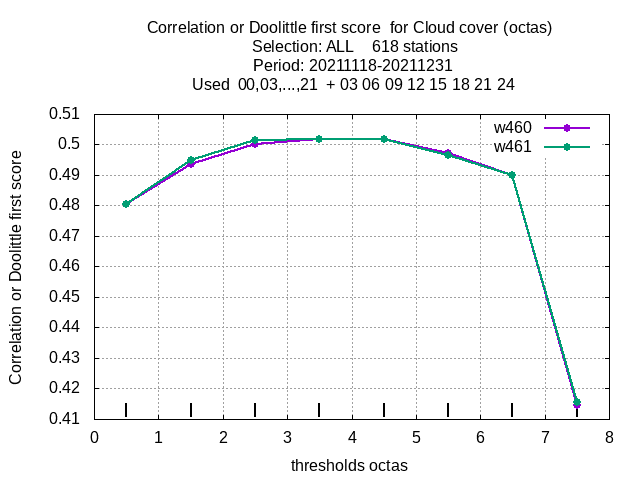 Correlation or Doolittle first score  for Cloud cover (octas)
Selection: ALL    618 stations
Period: 20211118-20211231
Used  00,03,...,21  + 03 06 09 12 15 18 21 24
0.51
0.5
0.49
0.48
0.47
0.46
0.45
0.44
0.43
0.42
0.41
Correlation or Doolittle first score
w460
w461
0 1 2 3 4 5 6 7 8
thresholds octas